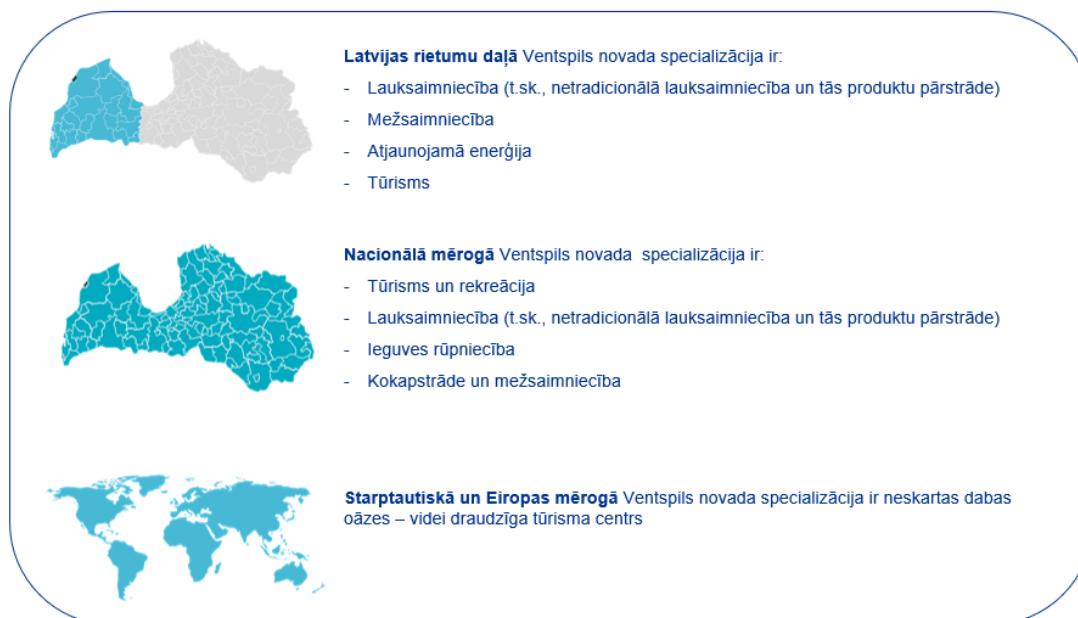 Latvijas rietumu daļā Ventspils novada specializācija ir:
- Lauksaimniecība (t.sk., netradicionālā lauksaimniecība un tās produktu pārstrāde)
- Mežsaimniecība
- Atjaunojamā enerģija
- Tūrisms
Nacionālā mērogā Ventspils novada specializācija ir:
- Tūrisms un rekreācija
- Lauksaimniecība (t.sk., netradicionālā lauksaimniecība un tās produktu pārstrāde)
- Ieguves rūpniecība
- Kokapstrāde un mežsaimniecība
Starptautiskā un Eiropas mērogā Ventspils novada specializācija ir neskartas dabas
oāzes – videi draudzīga tūrisma centrs